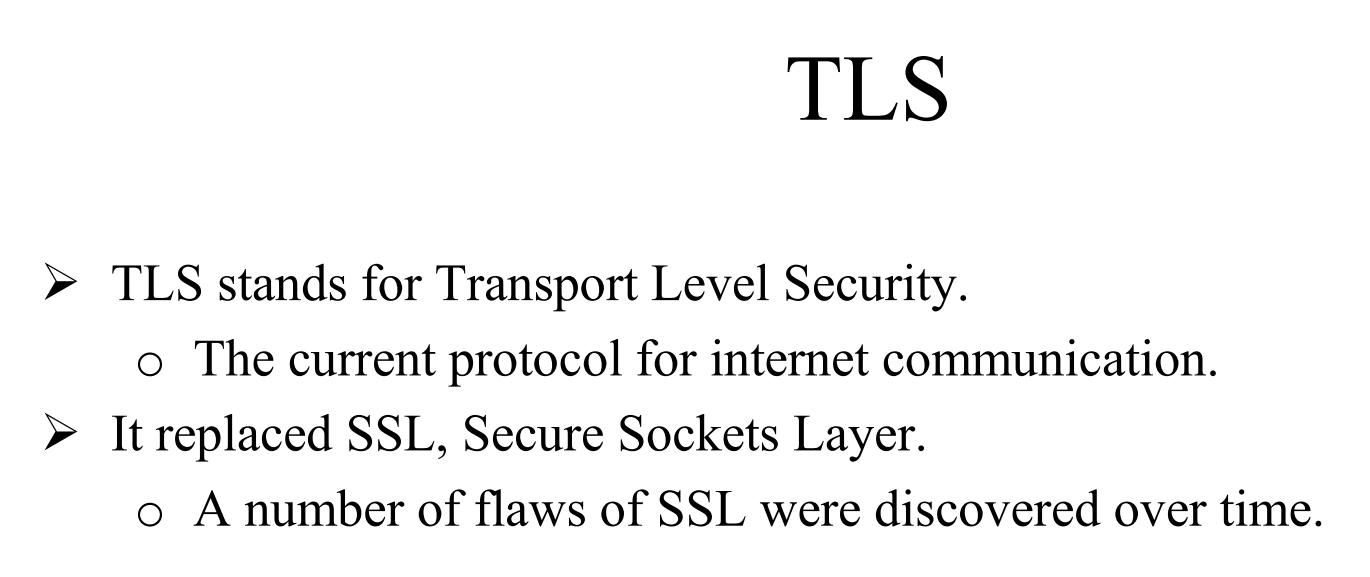 TLS
➢ TLS stands for Transport Level Security.
o The current protocol for internet communication.
➢ It replaced SSL, Secure Sockets Layer.
o A number of flaws of SSL were discovered over time.